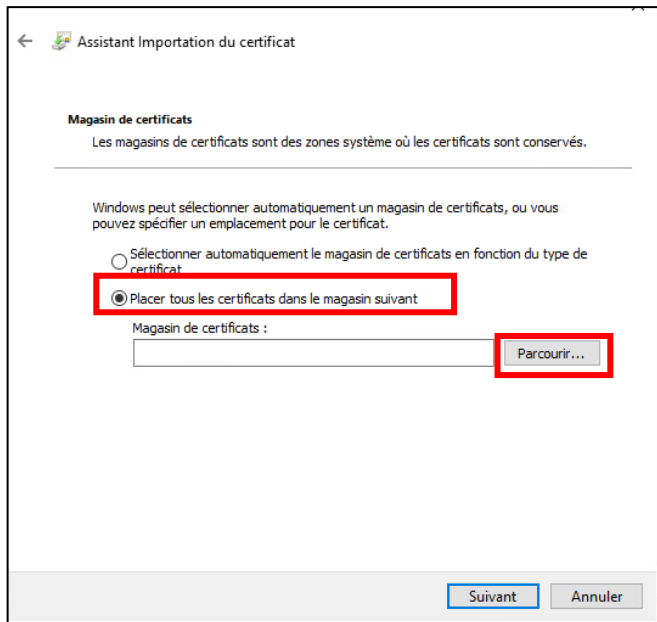 Assistant Importation du certificat
Magasin de certificats
Les magasins de certificats sont des zones système où les certificats sont conservés.
Windows peut sélectionner automatiquement un magasin de certificats, ou vous
pouvez spécifier un emplacement pour le certificat.
Sélectionner automatiquement le magasin de certificats en fonction du type de
certificat
Placer tous les certificats dans le magasin suivant
Magasin de certificats :
Parcourir...
Suivant
Annuler